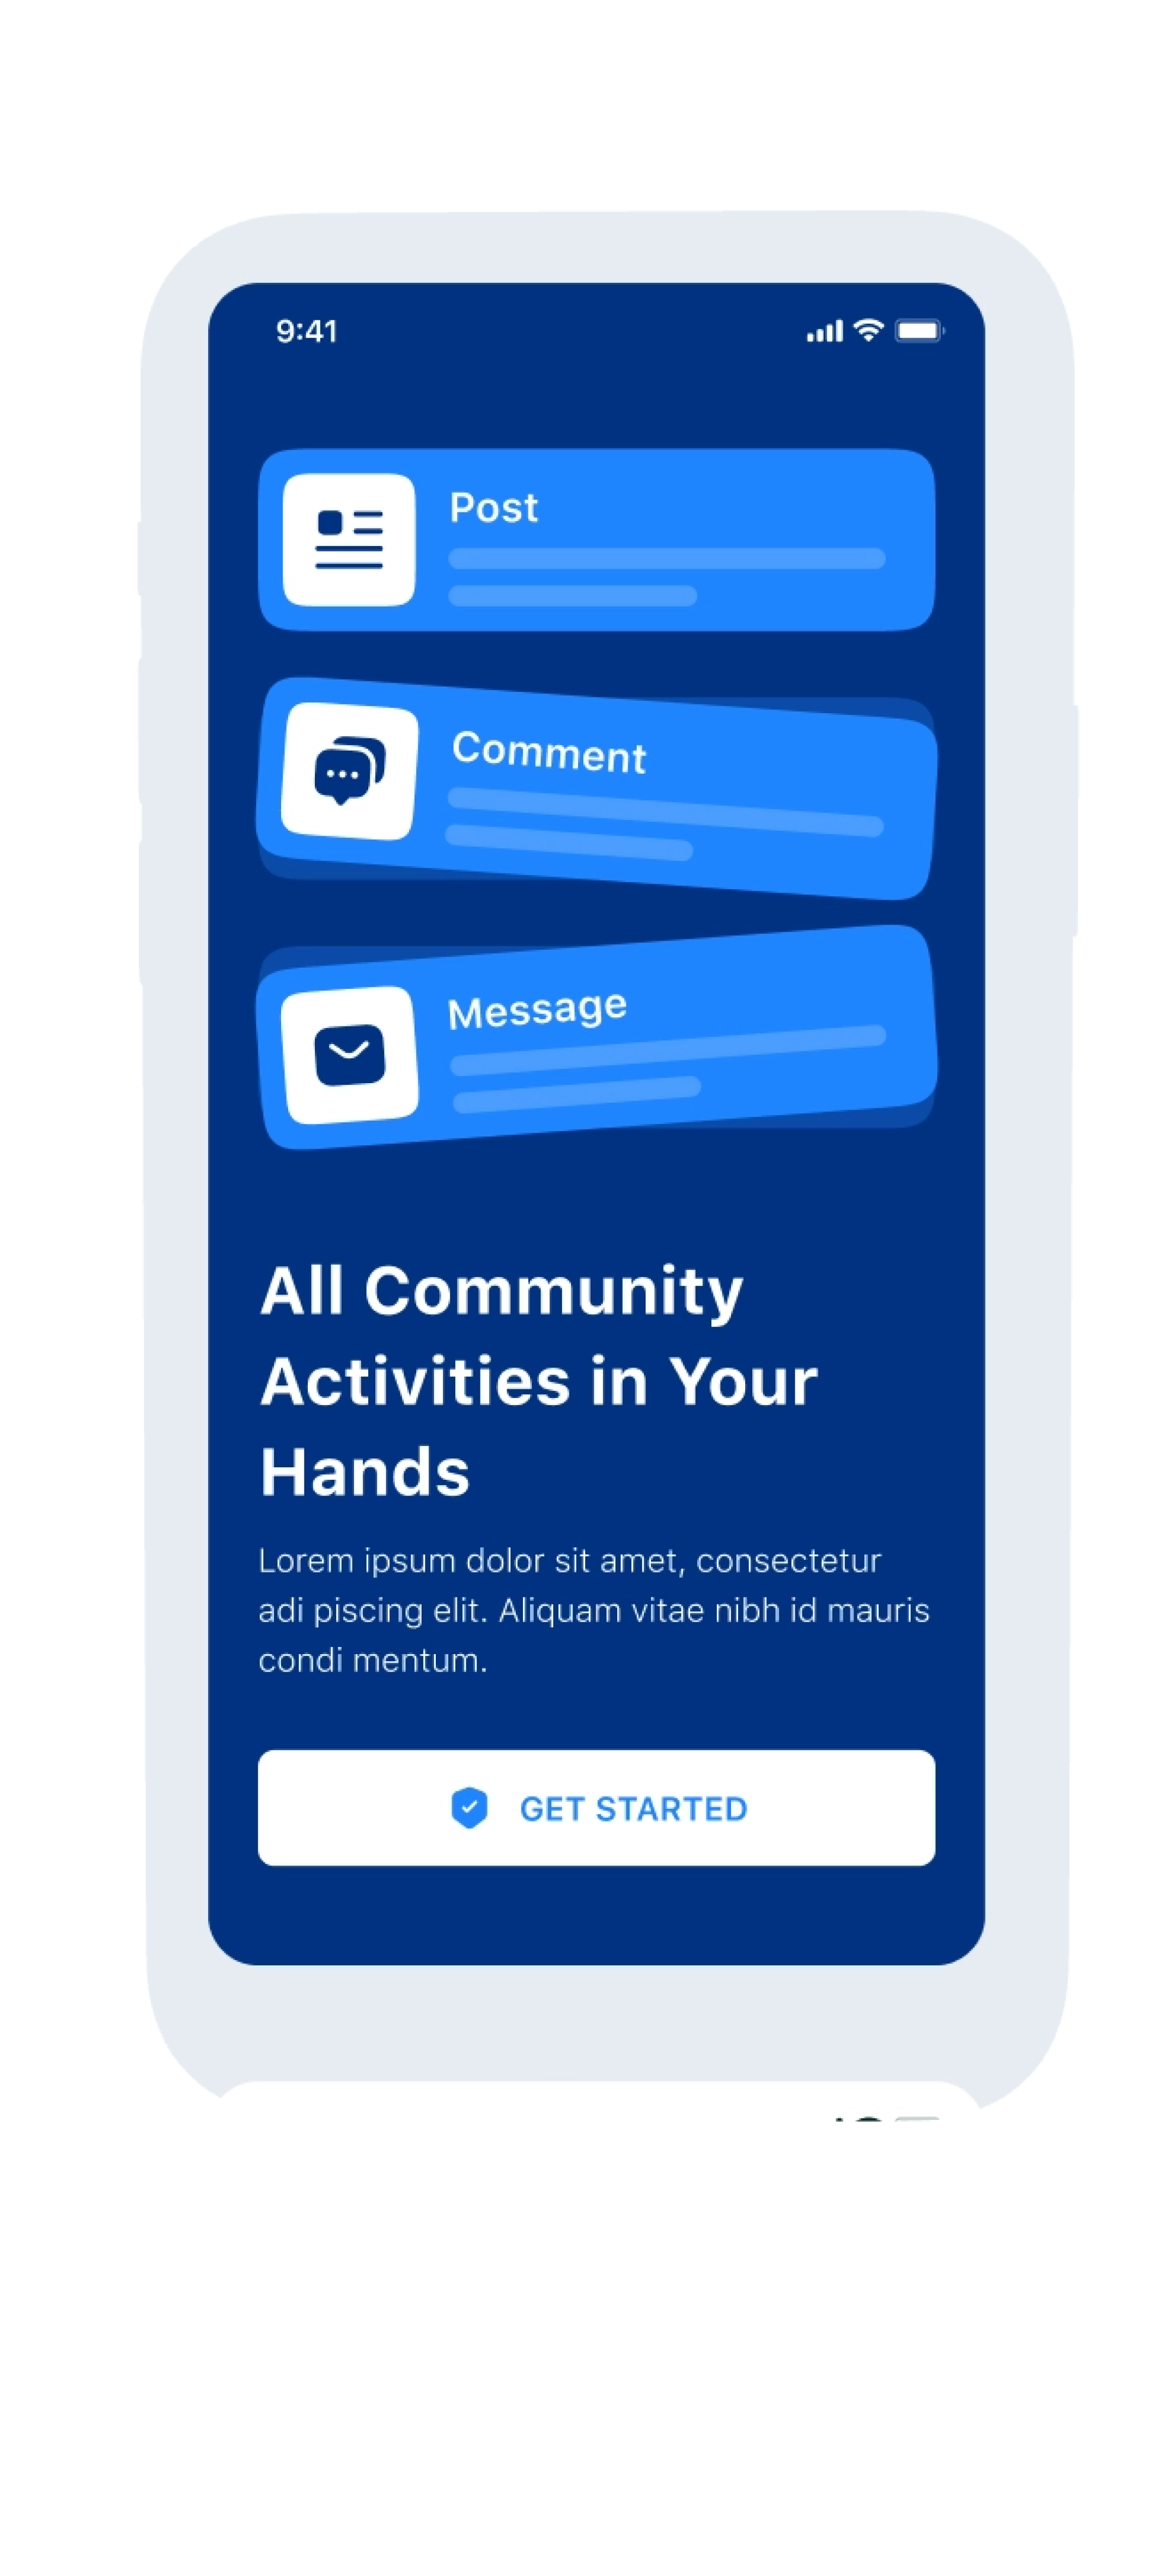 9:41
Post
Comment
Message
All Community
Activities in Your
Hands
Lorem ipsum dolor sit amet, consectetur
adi piscing elit. Aliquam vitae nibh id mauris
condi mentum.
GET STARTED